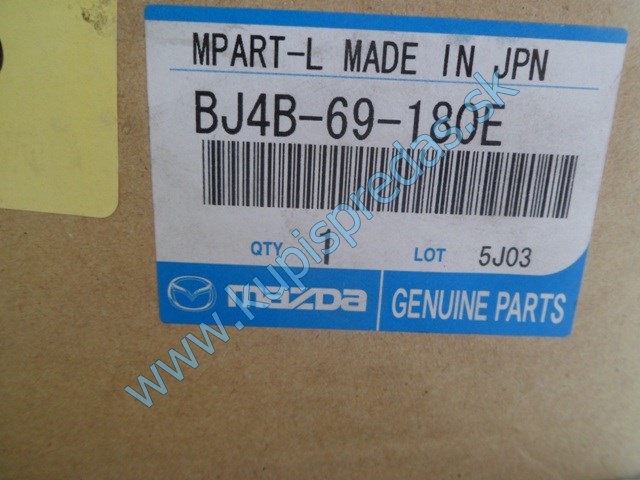 MPART-L MADE IN JPN
BJ4B-69-180E
QTY 1 LOT 5J03
mazda GENUINE PARTS
www.kupispredas.sk